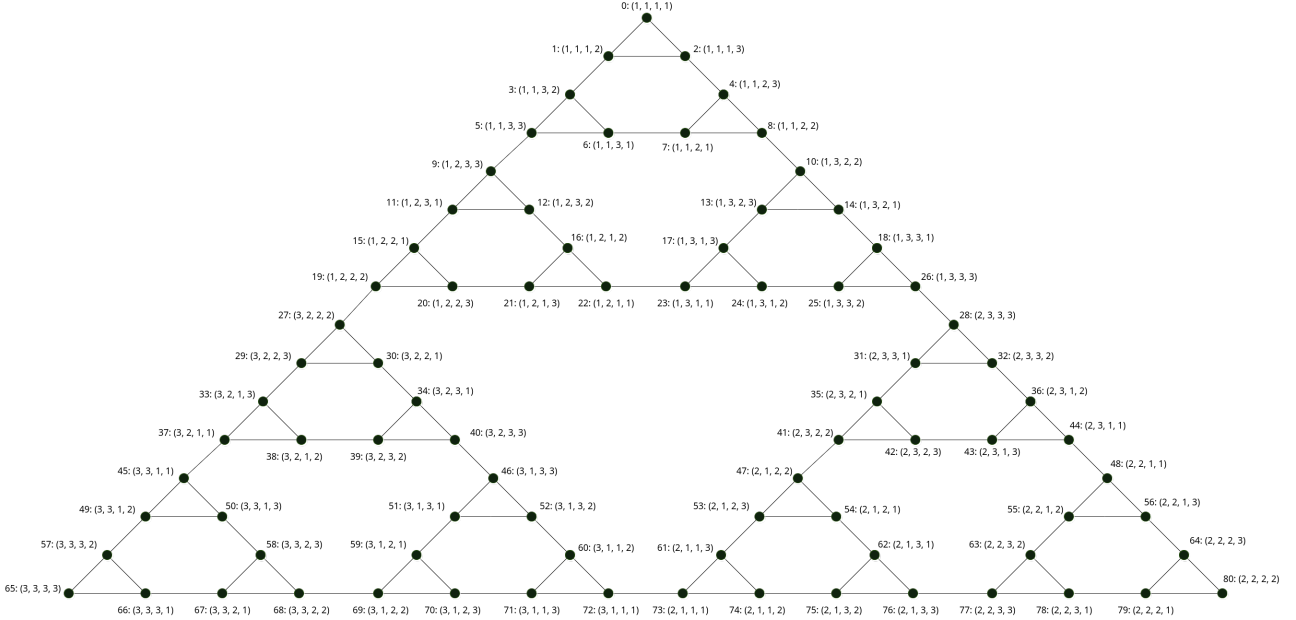 0: (1, 1, 1, 1)
1: (1, 1, 1, 2)
2: (1, 1, 1, 3)
3: (1, 1, 3, 2)
4: (1, 1, 2, 3)
5: (1, 1, 3, 3)
6: (1, 1, 3, 1)
7: (1, 1, 2, 1)
8: (1, 1, 2, 2)
9: (1, 2, 3, 3)
10: (1, 3, 2, 2)
11: (1, 2, 3, 1)
12: (1, 2, 3, 2)
13: (1, 3, 2, 3)
14: (1, 3, 2, 1)
15: (1, 2, 2, 1)
16: (1, 2, 1, 2)
17: (1, 3, 1, 3)
18: (1, 3, 3, 1)
19: (1, 2, 2, 2)
20: (1, 2, 2, 3)
21: (1, 2, 1, 3)
22: (1, 2, 1, 1)
23: (1, 3, 1, 1)
24: (1, 3, 1, 2)
25: (1, 3, 3, 2)
26: (1, 3, 3, 3)
27: (3, 2, 2, 2)
28: (2, 3, 3, 3)
29: (3, 2, 2, 3)
30: (3, 2, 2, 1)
31: (2, 3, 3, 1)
32: (2, 3, 3, 2)
33: (3, 2, 1, 3)
34: (3, 2, 3, 1)
35: (2, 3, 2, 1)
36: (2, 3, 1, 2)
37: (3, 2, 1, 1)
38: (3, 2, 1, 2)
39: (3, 2, 3, 2)
40: (3, 2, 3, 3)
41: (2, 3, 2, 2)
42: (2, 3, 2, 3)
43: (2, 3, 1, 3)
44: (2, 3, 1, 1)
45: (3, 3, 1, 1)
46: (3, 1, 3, 3)
47: (2, 1, 2, 2)
48: (2, 2, 1, 1)
49: (3, 3, 1, 2)
50: (3, 3, 1, 3)
51: (3, 1, 3, 1)
52: (3, 1, 3, 2)
53: (2, 1, 2, 3)
54: (2, 1, 2, 1)
55: (2, 2, 1, 2)
56: (2, 2, 1, 3)
57: (3, 3, 3, 2)
58: (3, 3, 2, 3)
59: (3, 1, 2, 1)
60: (3, 1, 1, 2)
61: (2, 1, 1, 3)
62: (2, 1, 3, 1)
63: (2, 2, 3, 2)
64: (2, 2, 2, 3)
65: (3, 3, 3, 3)
66: (3, 3, 3, 1)
67: (3, 3, 2, 1)
68: (3, 3, 2, 2)
69: (3, 1, 2, 2)
70: (3, 1, 2, 3)
71: (3, 1, 1, 3)
72: (3, 1, 1, 1)
73: (2, 1, 1, 1)
74: (2, 1, 1, 2)
75: (2, 1, 3, 2)
76: (2, 1, 3, 3)
77: (2, 2, 3, 3)
78: (2, 2, 3, 1)
79: (2, 2, 2, 1)
80: (2, 2, 2, 2)